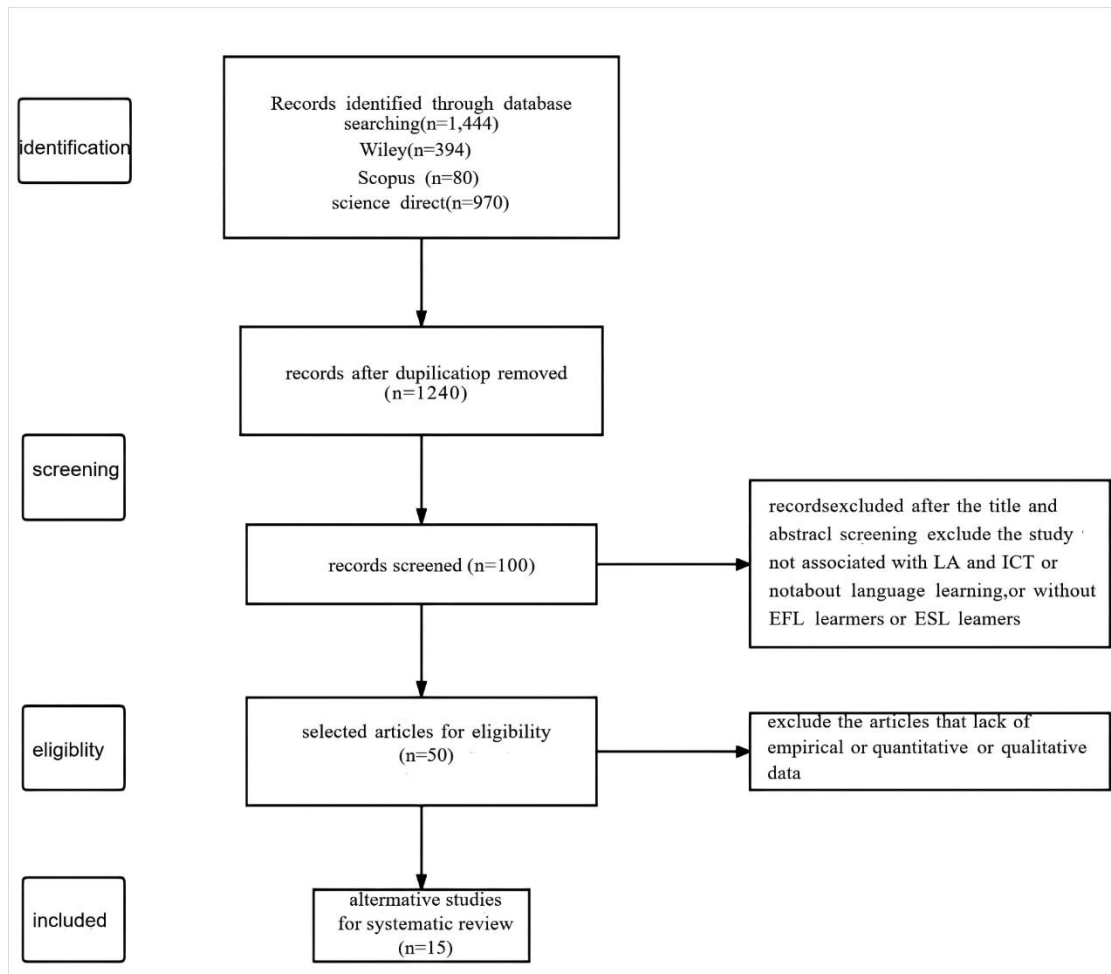 identification
Records identified through database
searching(n=1,444)
Wiley(n=394)
Scopus (n=80)
science direct(n=970)
records after dupilicatiop removed
(n=1240)
screening
records screened (n=100)
recordsexcluded after the title and
abstracl screening exclude the study
not associated with LA and ICT or
notabout language learning,or without
EFL learmers or ESL leamers
eligiblity
selected articles for eligibility
(n=50)
exclude the articles that lack of
empirical or quantitative or qualitative
data
included
altermative studies
for systematic review
(n=15)